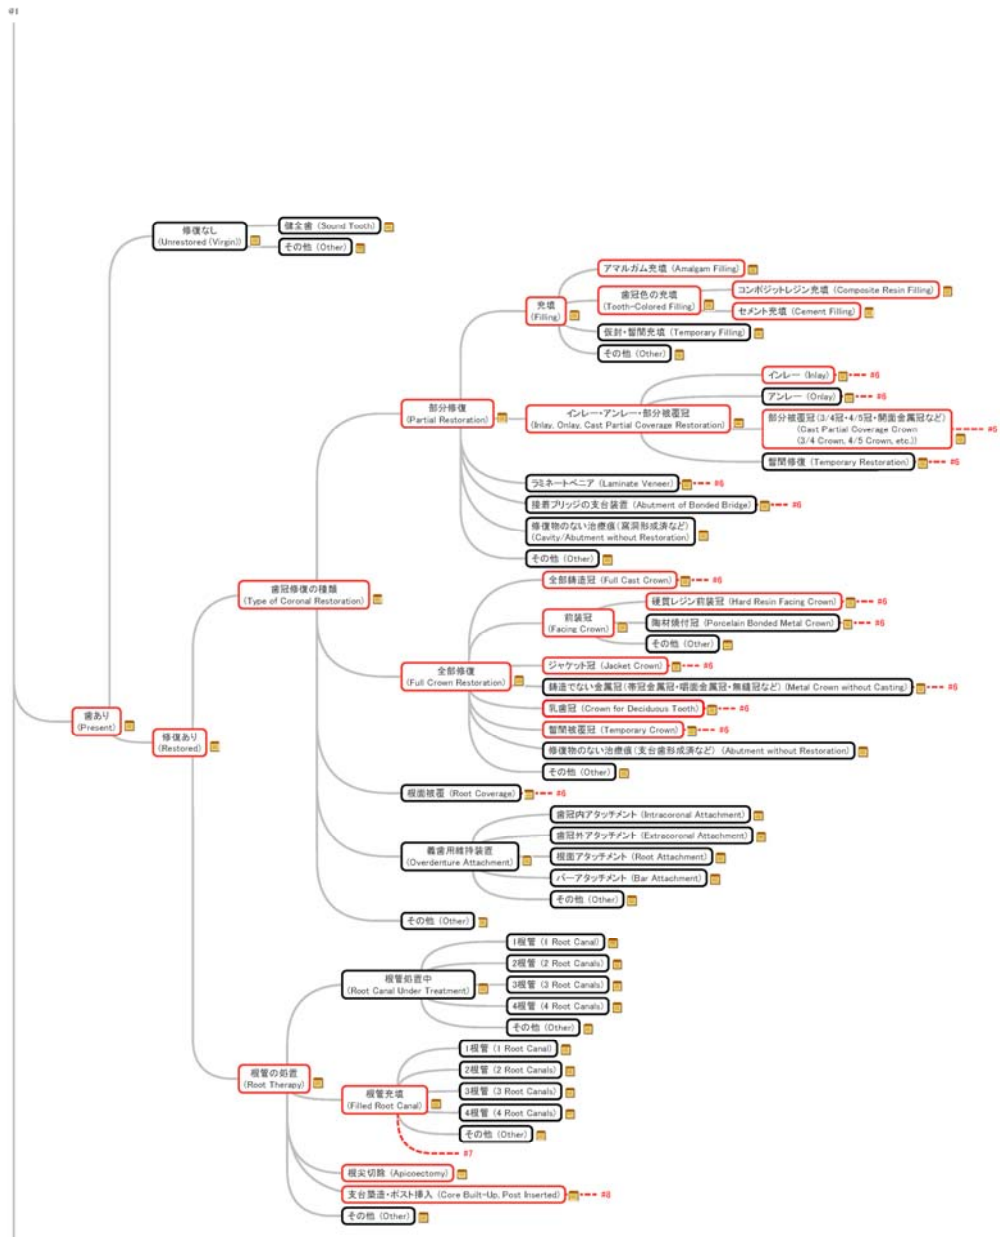 @1
修復なし
(Unrestored (Virgin))
健全歯 (Sound Tooth)
その他 (Other)
アマルガム充填 (Amalgam Filling)
充填
(Filling)
歯冠色の充填
(Tooth-Colored Filling)
コンポジットレジン充填 (Composite Resin Filling)
セメント充填 (Cement Filling)
仮封・暫間充填 (Temporary Filling)
その他 (Other)
部分修復
(Partial Restoration)
インレー・アンレー・部分被覆冠
(Inlay, Onlay, Cast Partial Coverage Restoration)
インレー (Inlay) #6
アンレー (Onlay) #6
部分被覆冠(3/4冠・4/5冠・開面金属冠など)
(Cast Partial Coverage Crown
(3/4 Crown, 4/5 Crown, etc.)) #6
暫間修復 (Temporary Restoration) #6
ラミネートベニア (Laminate Veneer) #6
接着ブリッジの支台装置 (Abutment of Bonded Bridge) #6
修復物のない治療痕(窩洞形成済など)
(Cavity/Abutment without Restoration)
その他 (Other)
歯冠修復の種類
(Type of Coronal Restoration)
全部鋳造冠 (Full Cast Crown) #6
前装冠
(Facing Crown)
硬質レジン前装冠 (Hard Resin Facing Crown) #6
陶材焼付冠 (Porcelain Bonded Metal Crown) #6
その他 (Other)
全部修復
(Full Crown Restoration)
ジャケット冠 (Jacket Crown) #6
鋳造でない金属冠(帯冠金属冠・咽面金属冠・無縫冠など) (Metal Crown without Casting) #6
乳歯冠 (Crown for Deciduous Tooth) #6
暫間被覆冠 (Temporary Crown) #6
修復物のない治療痕(支台歯形成済など) (Abutment without Restoration)
その他 (Other)
歯あり
(Present)
修復あり
(Restored)
根面被覆 (Root Coverage) #6
義歯用維持装置
(Overdenture Attachment)
歯冠内アタッチメント (Intracoronal Attachment)
歯冠外アタッチメント (Extracoronal Attachment)
根面アタッチメント (Root Attachment)
バーアタッチメント (Bar Attachment)
その他 (Other)
その他 (Other)
根管処置中
(Root Canal Under Treatment)
1根管 (1 Root Canal)
2根管 (2 Root Canals)
3根管 (3 Root Canals)
4根管 (4 Root Canals)
その他 (Other)
根管の処置
(Root Therapy)
根管充填
(Filled Root Canal)
1根管 (1 Root Canal)
2根管 (2 Root Canals)
3根管 (3 Root Canals)
4根管 (4 Root Canals)
その他 (Other)
#7
根尖切除 (Apicoectomy)
支台築造・ポスト挿入 (Core Built-Up, Post Inserted) #8
その他 (Other)